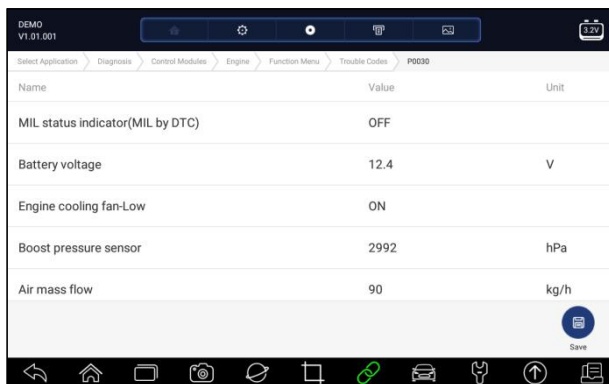 DEMO
V1.01.001
3.2V
Select Application Diagnosis Control Modules Engine Function Menu Trouble Codes P0030
Name Value Unit
MIL status indicator(MIL by DTC) OFF
Battery voltage 12.4 V
Engine cooling fan-Low ON
Boost pressure sensor 2992 hPa
Air mass flow 90 kg/h
Save